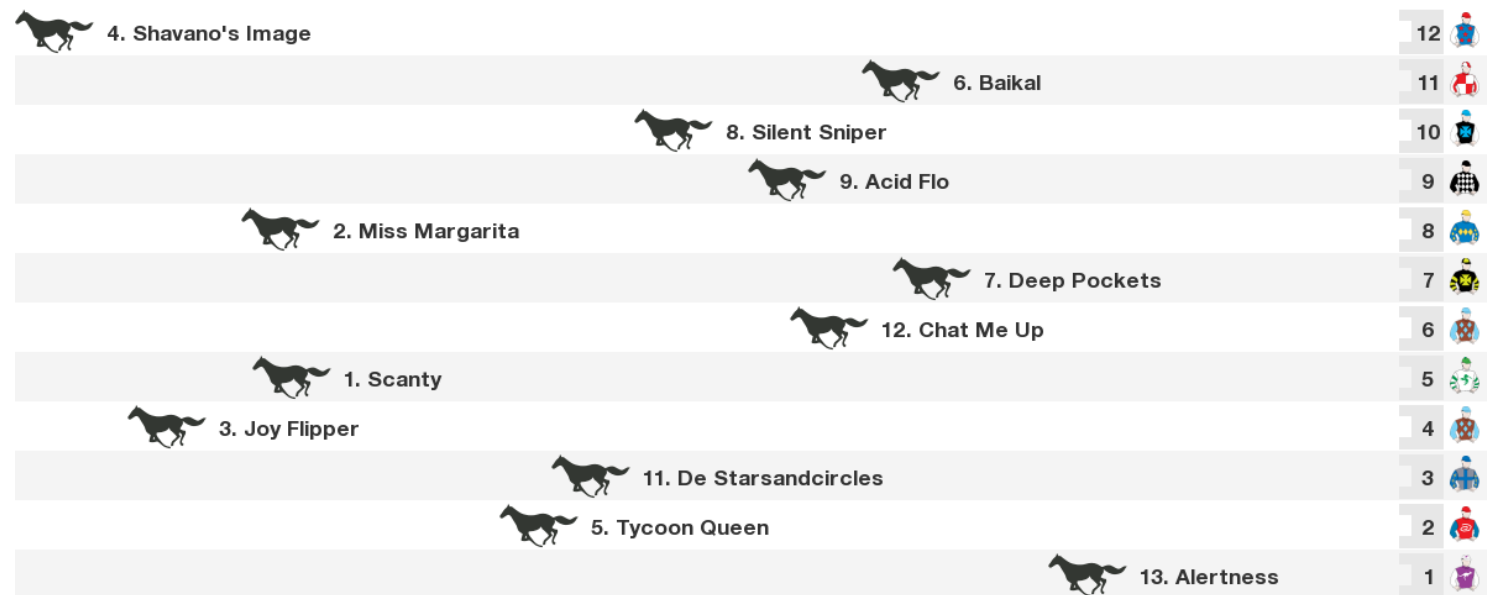 4. Shavano's Image 12
6. Baikal 11
8. Silent Sniper 10
9. Acid Flo 9
2. Miss Margarita 8
7. Deep Pockets 7
12. Chat Me Up 6
1. Scanty 5
3. Joy Flipper 4
11. De Starsandcircles 3
5. Tycoon Queen 2
13. Alertness 1